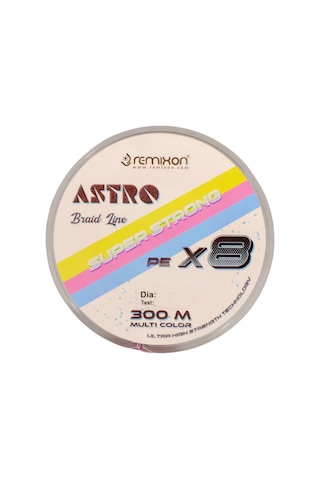 remixon
www.remixon.com
ASTRO
Braid Line
SUPER STRONG
PE X8
Dia:
Test:
300 M
MULTI COLOR
ULTRA HIGH STRENGTH TECHNOLOGY